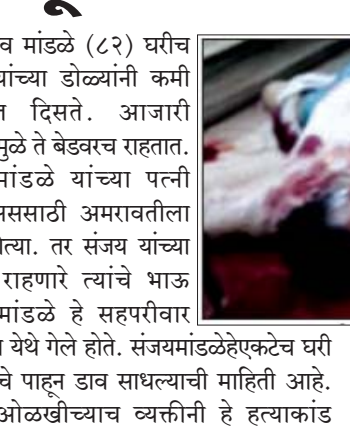 व मांडळे (८२) घरीच
यांच्या डोळ्यांनी कमी
दिसते. आजारी
मुळे ते बेडवरच राहतात.
मांडळे यांच्या पत्नी
अमरावतीला
तर संजय यांच्या
राहणारे त्यांचे भाऊ
मांडळे हे सहपरीवार
येथे गेले होते. संजयमांडळेहेएकटेच घरी
चे पाहून डाव साधल्याची माहिती आहे.
ओळखीच्याच व्यक्तीनी हे हत्याकांड